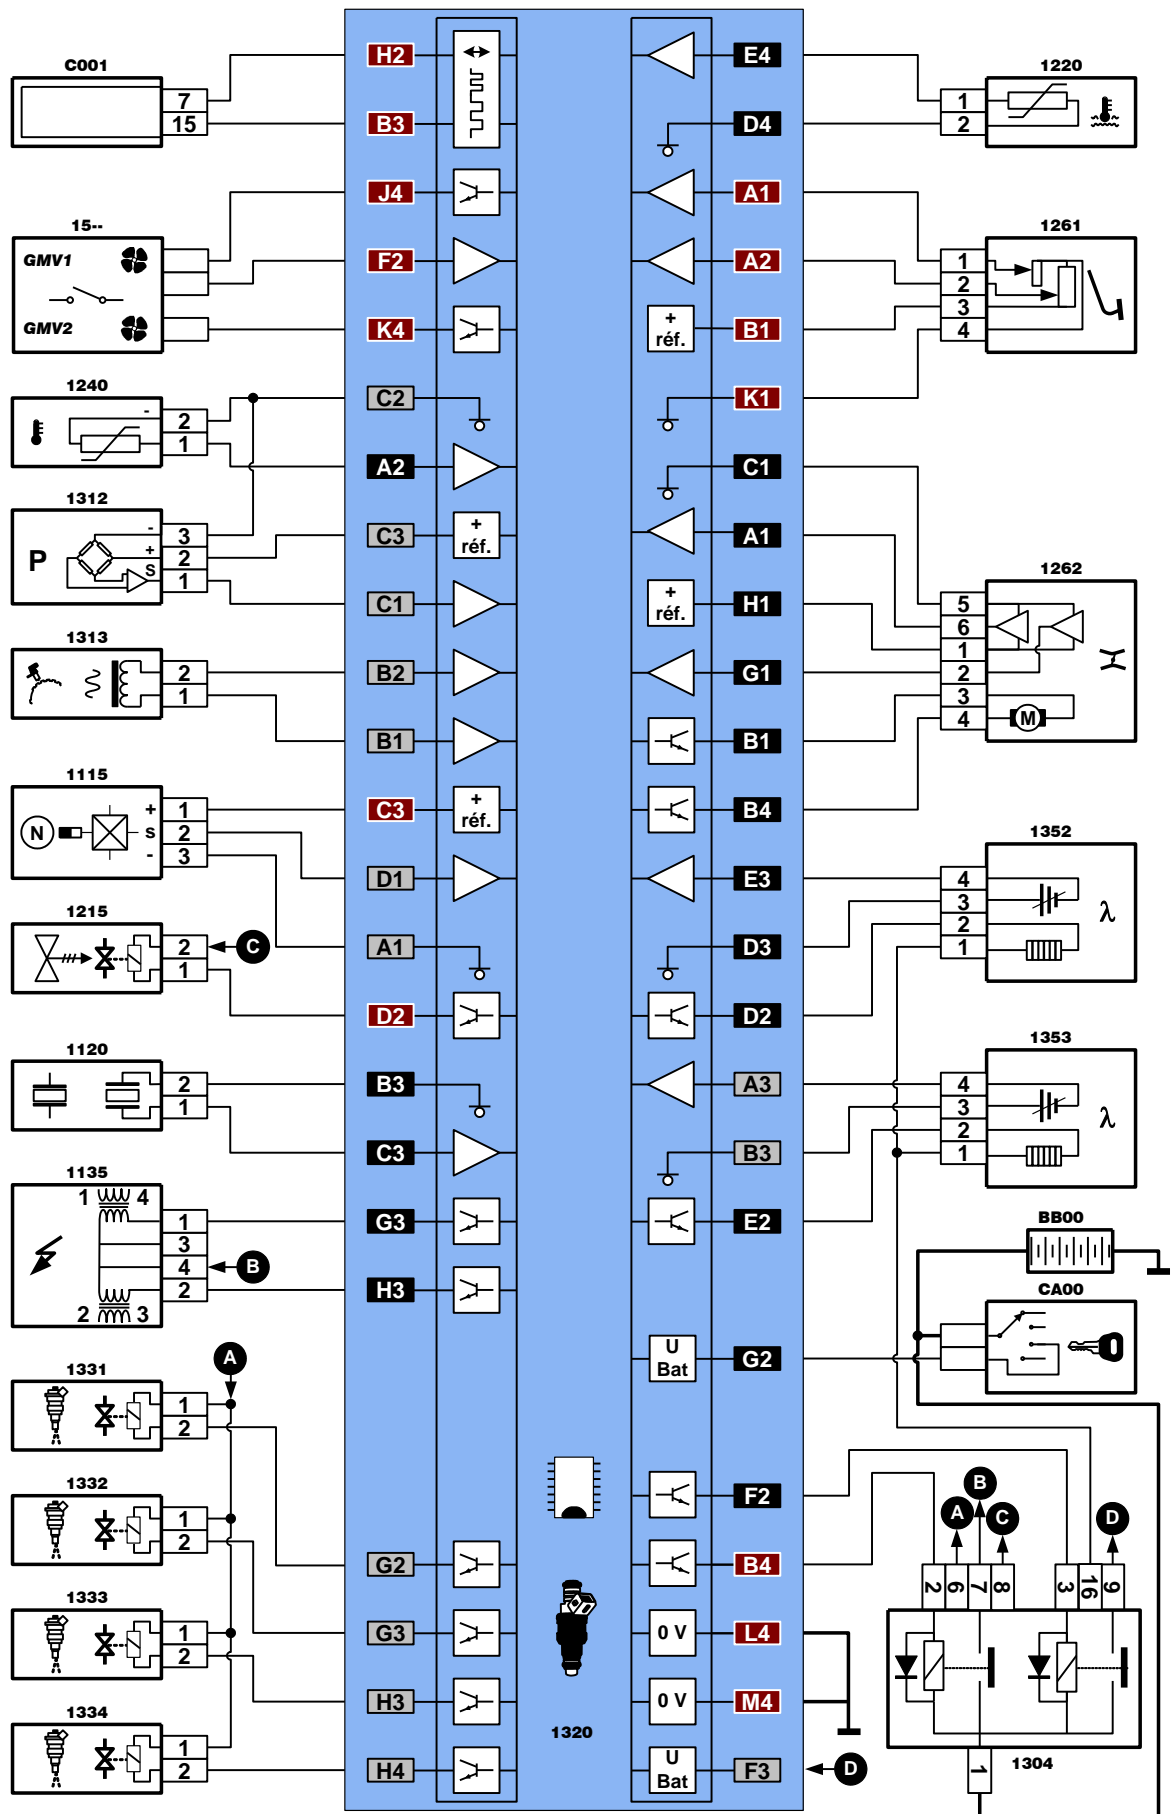 C001
7
15
H2
B3
15--
GMV1
GMV2
J4
F2
K4
1240
-
2
1
C2
A2
1312
P
-
3
+
2
S
1
C3
+
réf.
C1
1313
2
1
B2
B1
1115
N
+
1
s
2
-
3
C3
+
réf.
D1
A1
1215
2
1
C
D2
1120
2
1
B3
C3
1135
1
4
2
3
1
3
4
2
B
G3
H3
A
1331
1
2
1332
1
2
G2
1333
1
2
G3
H3
1334
1
2
H4
1320
E4
D4
1220
1
2
A1
A2
+
réf.
B1
K1
1261
1
2
3
4
C1
A1
+
réf.
H1
G1
B1
B4
1262
5
6
1
2
3
4
M
E3
D3
D2
1352
4
3
2
1
λ
A3
B3
E2
1353
4
3
2
1
λ
BB00
CA00
U
Bat
G2
F2
B4
0 V
L4
0 V
M4
U
Bat
F3
D
A
B
C
D
2
6
7
8
3
16
9
1
1304